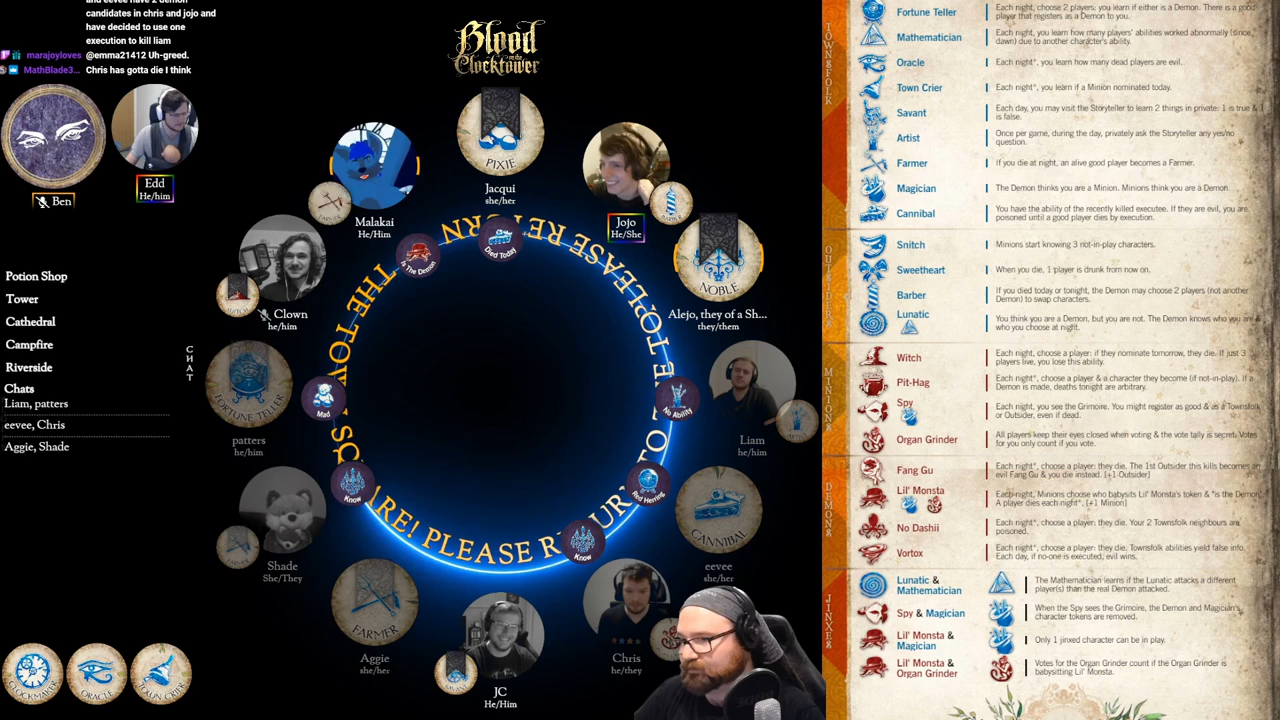 and eevee have 2 demon
candidates in chris and jojo and
have decided to use one
execution to kill liam
marajoyloves @emma21412 Uh-greed.
MathBlade3... Chris has gotta die I think
Ben
Edd
He/him
Potion Shop
Tower
Cathedral
Campfire
Riverside
Chats
Liam, patters
eevee, Chris
Aggie, Shade
CHAT
CLOCKMAKER
ORACLE
TOWN CRIER
Blood
on the
Clocktower
PIXIE
Jacqui
she/her
Malakai
He/Him
FARMER
Jojo
He/She
BARBER
NOBLE
Alejo, they of a Sh...
they/them
Clown
he/him
Is The Demon
Died Today
FORTUNE TELLER
patters
he/him
Mad
No Ability
Liam
he/him
Know
Red Herring
CANNIBAL
eevee
she/her
Shade
She/They
Know
FARMER
Aggie
she/her
JC
He/Him
Chris
he/they
TOWNSFOLK
Fortune Teller
Each night, choose 2 players: you learn if either is a Demon. There is a good
player that registers as a Demon to you.
Mathematician
Each night, you learn how many players' abilities worked abnormally (since
dawn) due to another character's ability.
Oracle
Each night*, you learn how many dead players are evil.
Town Crier
Each night*, you learn if a Minion nominated today.
Savant
Each day, you may visit the Storyteller to learn 2 things in private: 1 is true & 1
is false.
Artist
Once per game, during the day, privately ask the Storyteller any yes/no
question.
Farmer
If you die at night, an alive good player becomes a Farmer.
Magician
The Demon thinks you are a Minion. Minions think you are a Demon.
Cannibal
You have the ability of the recently killed executee. If they are evil, you are
poisoned until a good player dies by execution.
OUTSIDERS
Snitch
Minions start knowing 3 not-in-play characters.
Sweetheart
When you die, 1 player is drunk from now on.
Barber
If you died today or tonight, the Demon may choose 2 players (not another
Demon) to swap characters.
Lunatic
You think you are a Demon, but you are not. The Demon knows who you are &
who you choose at night.
MINIONS
Witch
Each night, choose a player: if they nominate tomorrow, they die. If just 3
players live, you lose this ability.
Pit-Hag
Each night*, choose a player & a character they become (if not-in-play). If a
Demon is made, deaths tonight are arbitrary.
Spy
Each night, you see the Grimoire. You might register as good & as a Townsfolk
or Outsider, even if dead.
Organ Grinder
All players keep their eyes closed when voting & the vote tally is secret. Votes
for you only count if you vote.
DEMONS
Fang Gu
Each night*, choose a player: they die. The 1st Outsider this kills becomes an
evil Fang Gu & you die instead. [+1 Outsider]
Lil' Monsta
Each night, Minions choose who babysits Lil' Monsta's token & "is the Demon".
A player dies each night*. [+1 Minion]
No Dashii
Each night*, choose a player: they die. Your 2 Townsfolk neighbours are
poisoned.
Vortox
Each night*, choose a player: they die. Townsfolk abilities yield false info.
Each day, if no-one is executed, evil wins.
JINXES
Lunatic &
Mathematician
The Mathematician learns if the Lunatic attacks a different
player(s) than the real Demon attacked.
Spy & Magician
When the Spy sees the Grimoire, the Demon and Magician's
character tokens are removed.
Lil' Monsta &
Magician
Only 1 jinxed character can be in play.
Lil' Monsta &
Organ Grinder
Votes for the Organ Grinder count if the Organ Grinder is
babysitting Lil' Monsta.